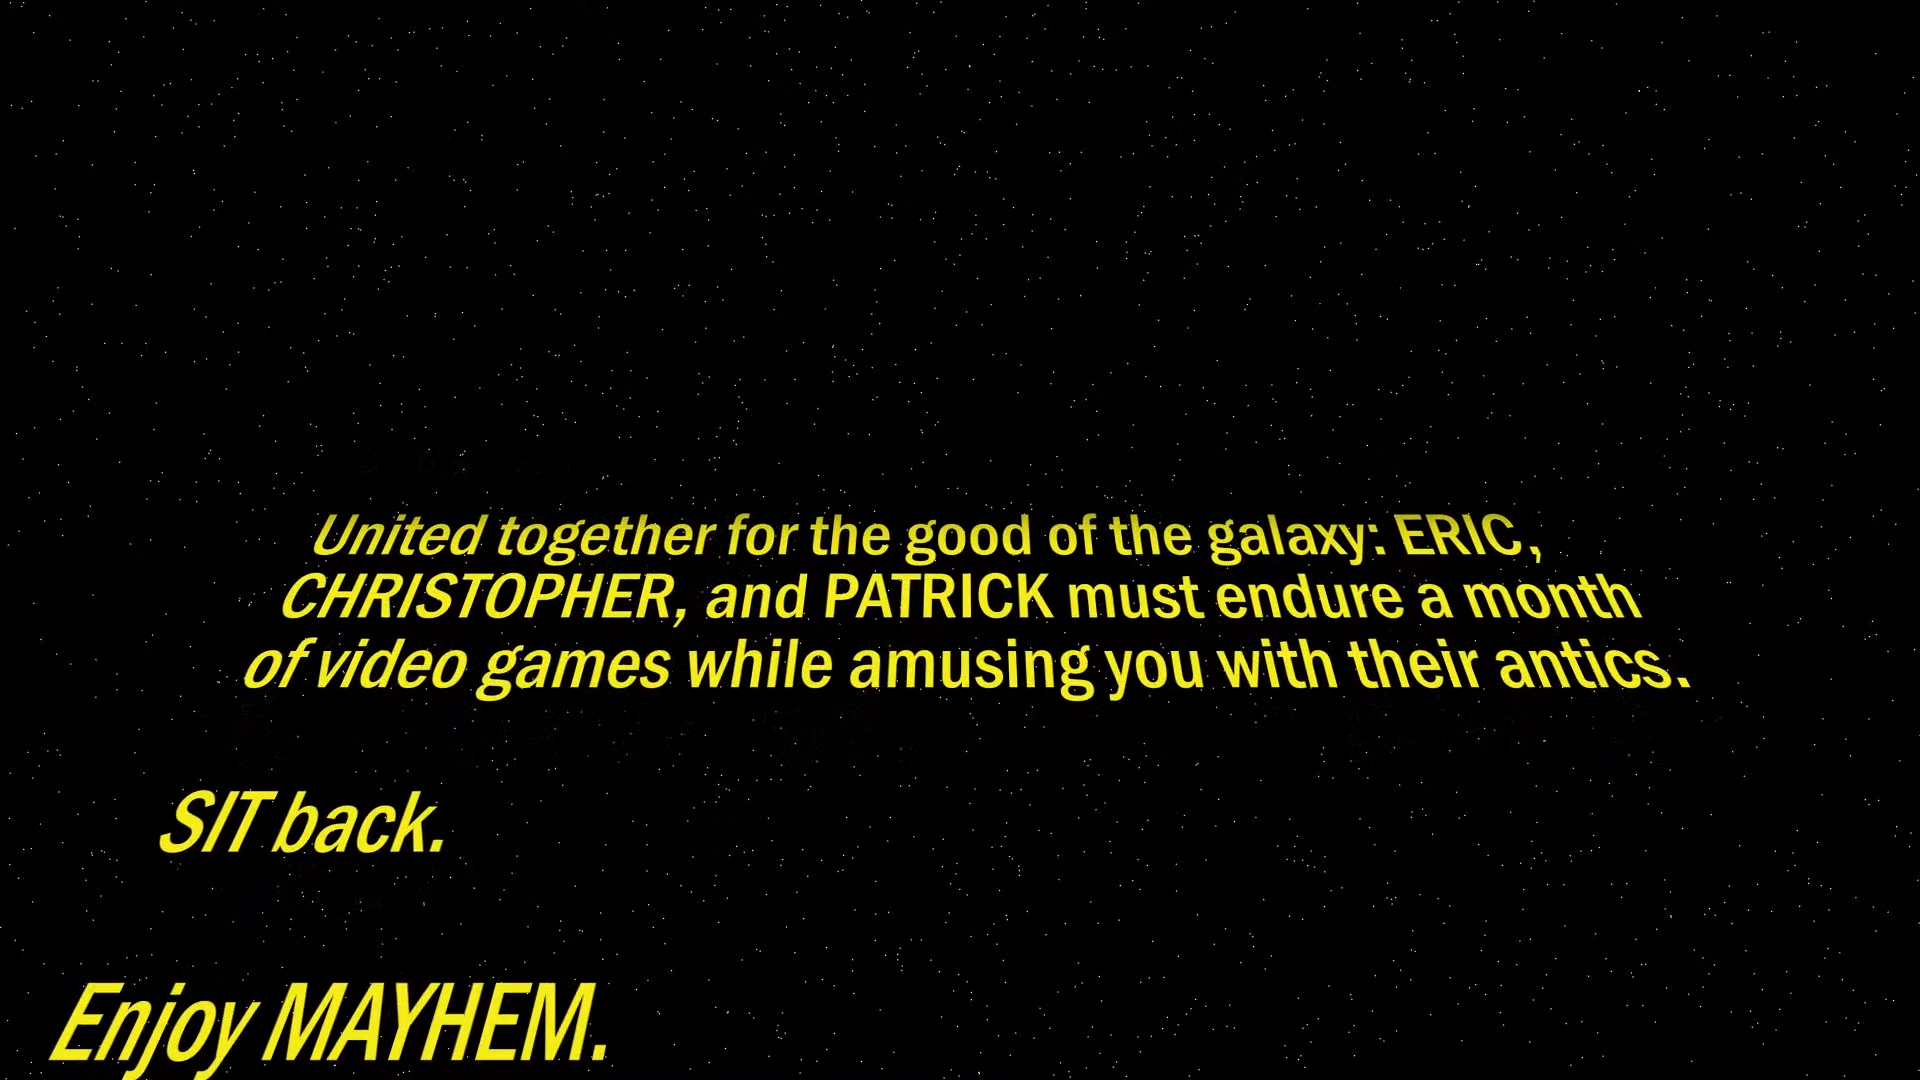 United together for the good of the galaxy: ERIC,
CHRISTOPHER, and PATRICK must endure a month
of video games while amusing you with their antics.
SIT back.
Enjoy MAYHEM.